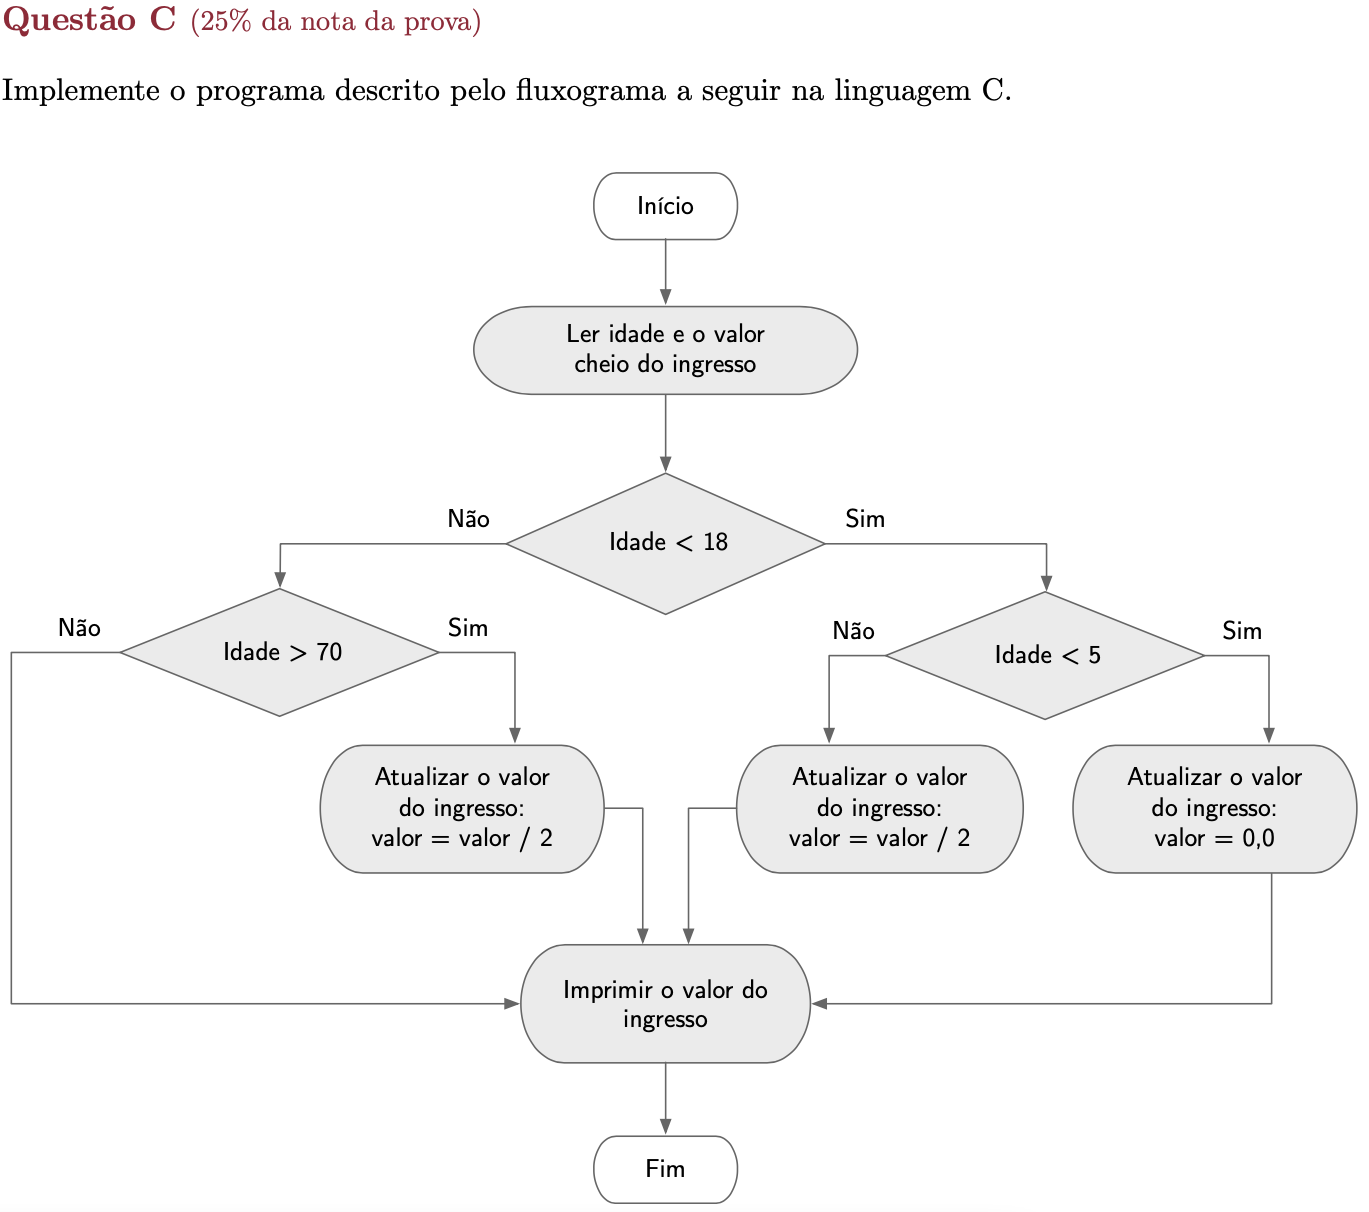 Questão C (25% da nota da prova)
Implemente o programa descrito pelo fluxograma a seguir na linguagem C.
Início
Ler idade e o valor
cheio do ingresso
Não
Sim
Idade < 18
Não
Sim
Idade > 70
Não
Sim
Idade < 5
Atualizar o valor
do ingresso:
valor = valor / 2
Atualizar o valor
do ingresso:
valor = valor / 2
Atualizar o valor
do ingresso:
valor = 0,0
Imprimir o valor do
ingresso
Fim